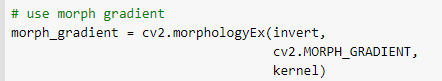 # use morph gradient
morph_gradient = cv2.morphologyEx(invert,
cv2.MORPH_GRADIENT,
kernel)